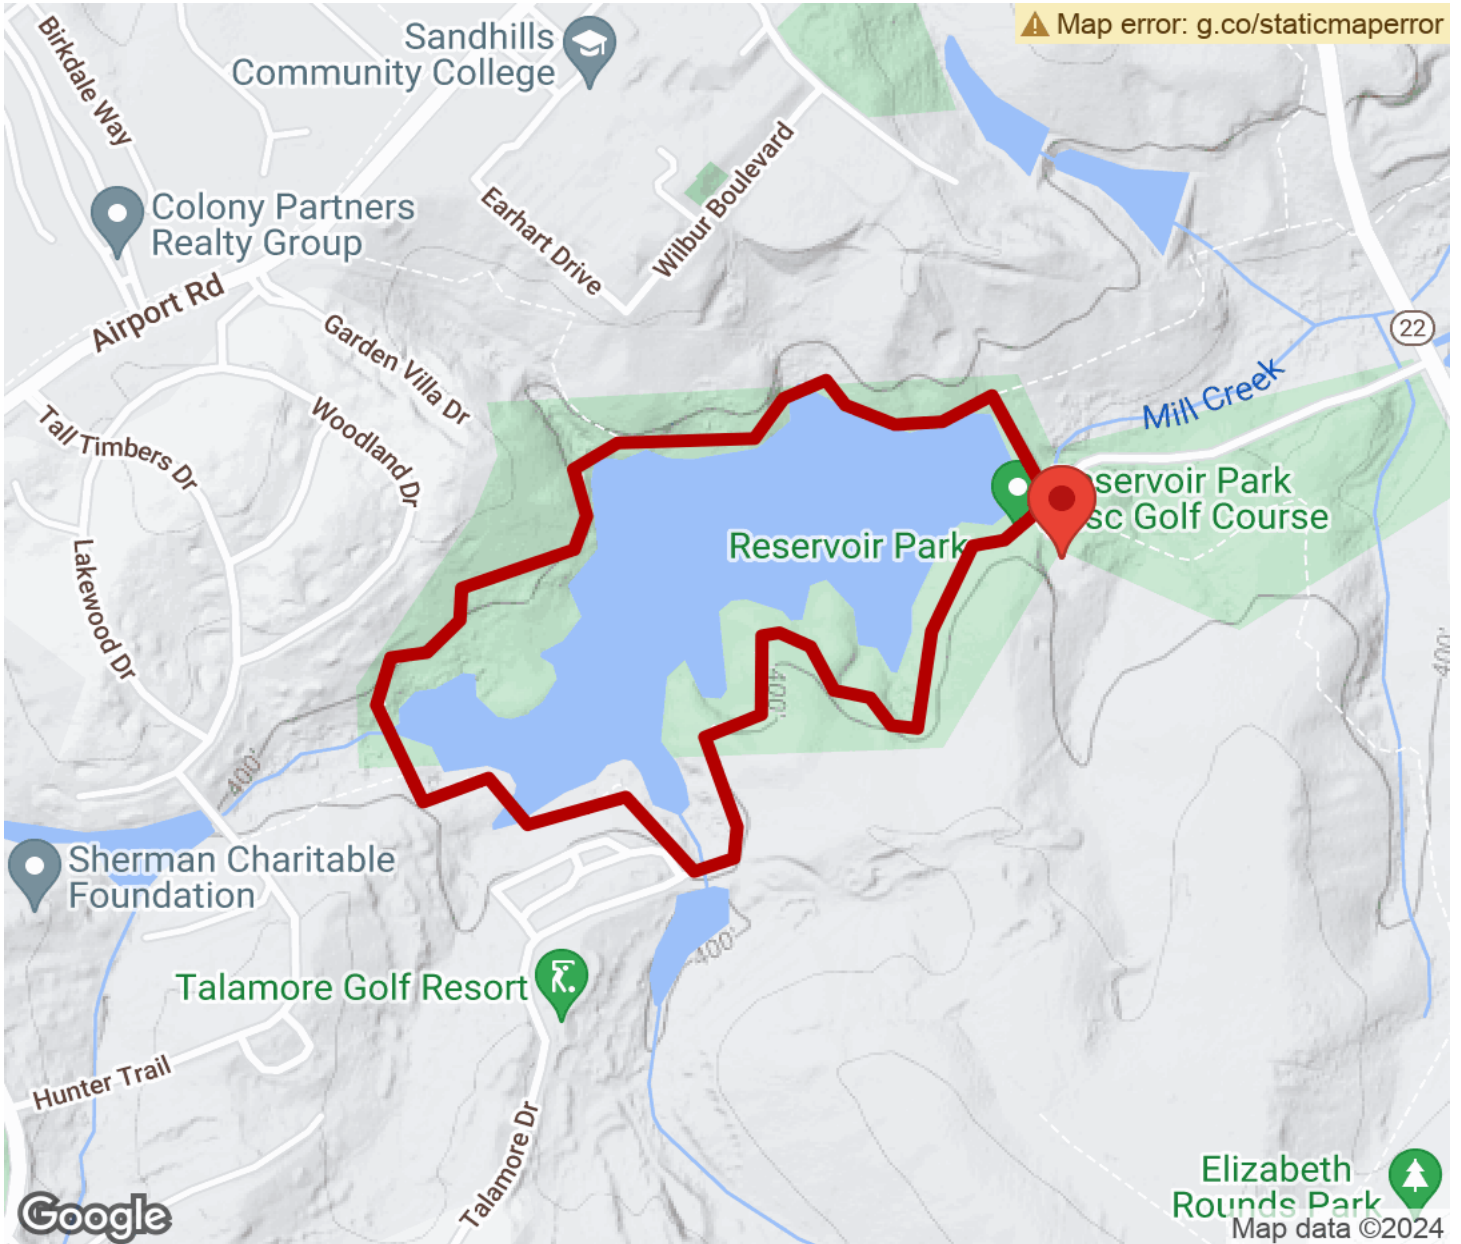 Map error: g.co/staticmaperror
Birkdale Way
Sandhills
Community College
Colony Partners
Realty Group
Earhart Drive
Wilbur Boulevard
Airport Rd
Garden Villa Dr
22
Mill Creek
Tall Timbers Dr
Woodland Dr
servoir Park
sc Golf Course
Reservoir Park
Lakewood Dr
400'
400'
400'
Sherman Charitable
Foundation
400'
Talamore Golf Resort
Hunter Trail
Talamore Dr
Elizabeth
Rounds Park
Google
Map data ©2024